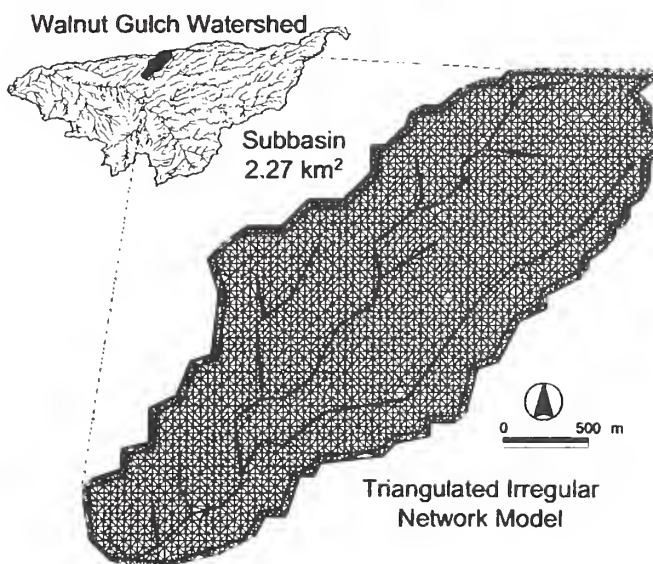 Walnut Gulch Watershed
Subbasin
2.27 km²
0 500 m
Triangulated Irregular
Network Model